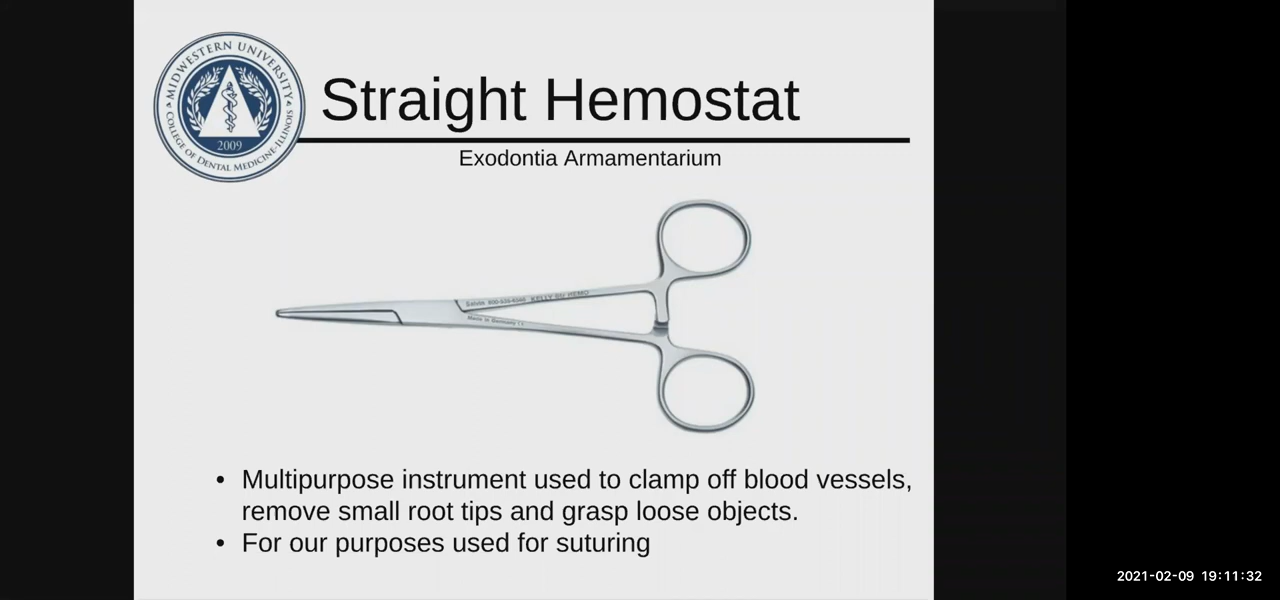 MIDWESTERN UNIVERSITY
COLLEGE OF DENTAL MEDICINE-ILLINOIS
2009
Straight Hemostat
Exodontia Armamentarium
Salvin KELLY HEMO
Made in Germany
• Multipurpose instrument used to clamp off blood vessels,
remove small root tips and grasp loose objects.
• For our purposes used for suturing
2021-02-09 19:11:32